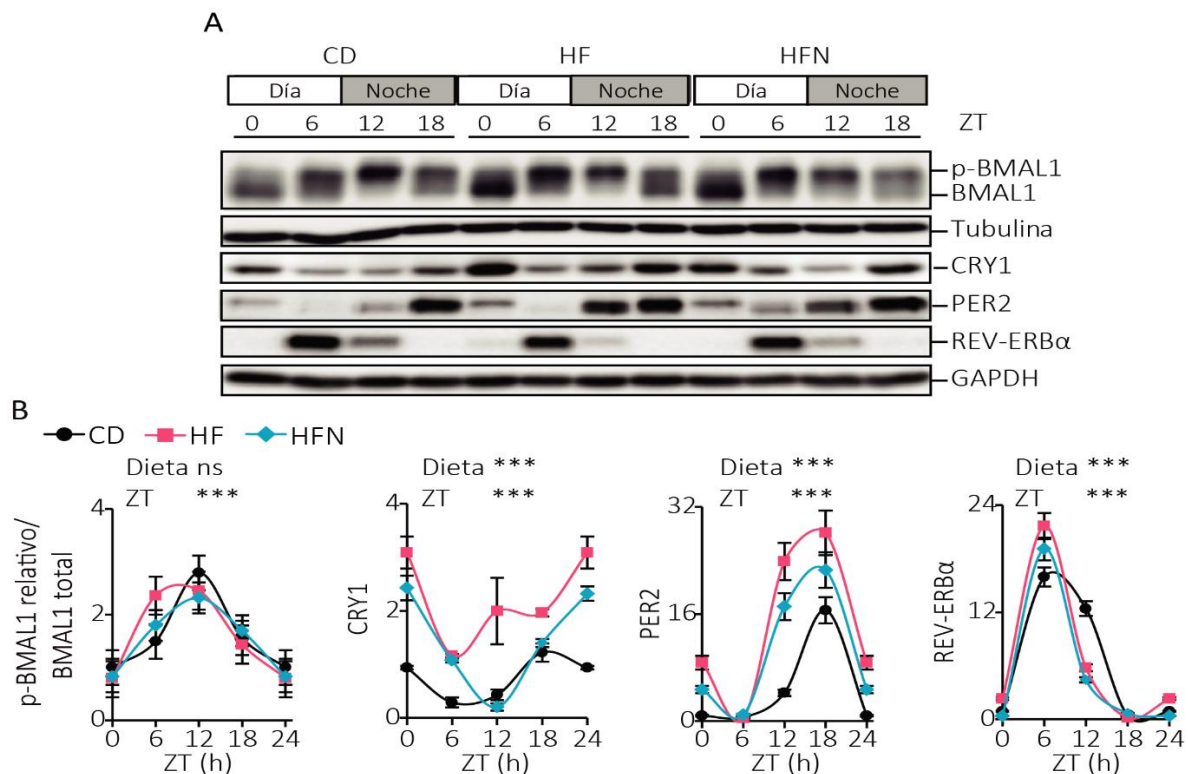 A
CD HF HFN
Día Noche Día Noche Día Noche
0 6 12 18 0 6 12 18 0 6 12 18 ZT
p-BMAL1
BMAL1
Tubulina
CRY1
PER2
REV-ERBα
GAPDH
B
CD HF HFN
Dieta ns
ZT ***
p-BMAL1 relativo/
BMAL1 total
4
2
0
0 6 12 18 24
ZT (h)
Dieta ***
ZT ***
CRY1
4
2
0
0 6 12 18 24
ZT (h)
Dieta ***
ZT ***
PER2
32
16
0
0 6 12 18 24
ZT (h)
Dieta ***
ZT ***
REV-ERBα
24
12
0
0 6 12 18 24
ZT (h)